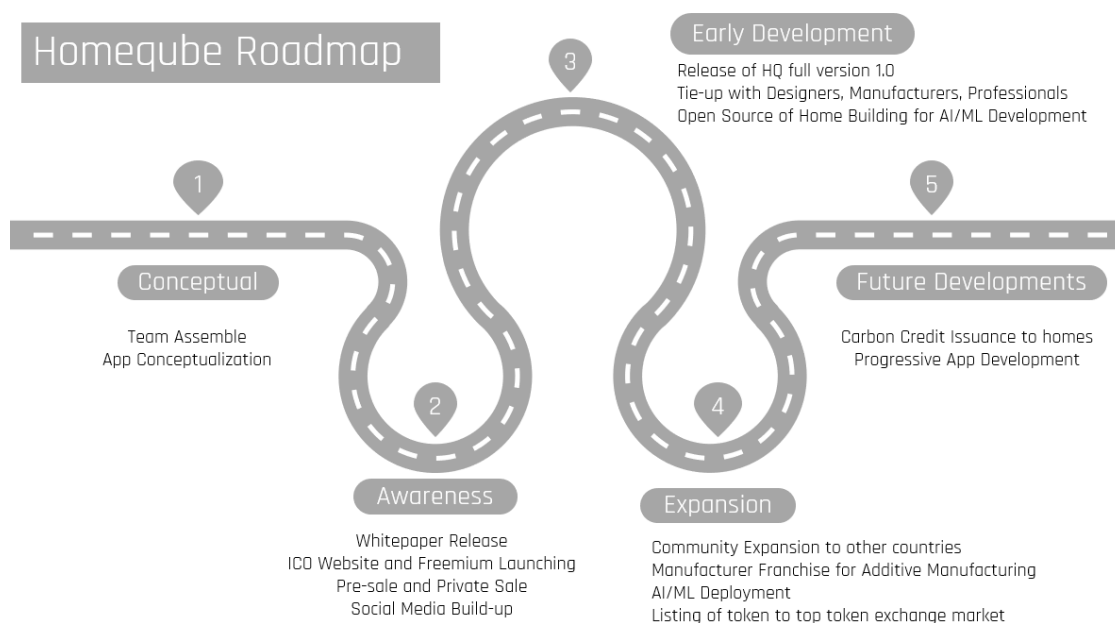 Homeqube Roadmap
1
Conceptual
Team Assemble
App Conceptualization
2
Awareness
Whitepaper Release
ICO Website and Freemium Launching
Pre-sale and Private Sale
Social Media Build-up
3
Early Development
Release of HQ full version 1.0
Tie-up with Designers, Manufacturers, Professionals
Open Source of Home Building for AI/ML Development
4
Expansion
Community Expansion to other countries
Manufacturer Franchise for Additive Manufacturing
AI/ML Deployment
Listing of token to top token exchange market
5
Future Developments
Carbon Credit Issuance to homes
Progressive App Development